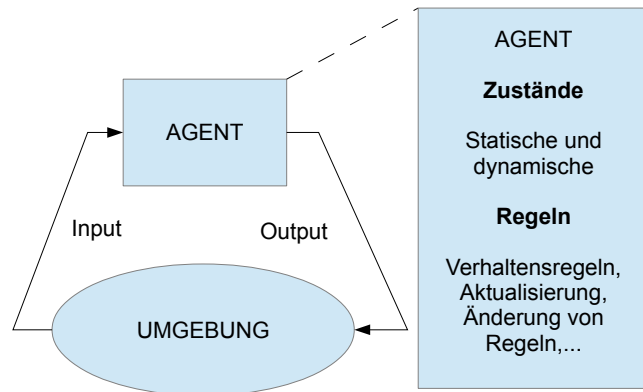 AGENT
Input
Output
UMGEBUNG
AGENT
Zustände
Statische und
dynamische
Regeln
Verhaltensregeln,
Aktualisierung,
Änderung von
Regeln,...